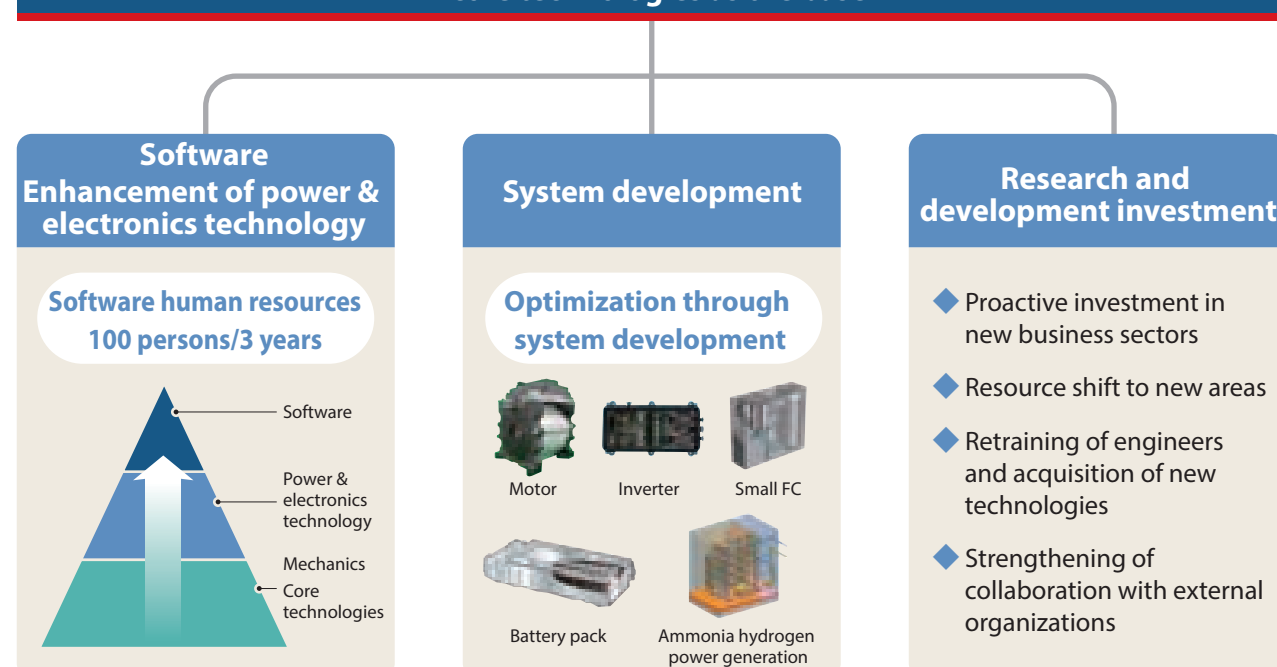 Software
Enhancement of power &
electronics technology
Software human resources
100 persons/3 years
Software
Power &
electronics
technology
Mechanics
Core
technologies
System development
Optimization through
system development
Motor
Inverter
Small FC
Battery pack
Ammonia hydrogen
power generation
Research and
development investment
◆ Proactive investment in
new business sectors
◆ Resource shift to new areas
◆ Retraining of engineers
and acquisition of new
technologies
◆ Strengthening of
collaboration with external
organizations